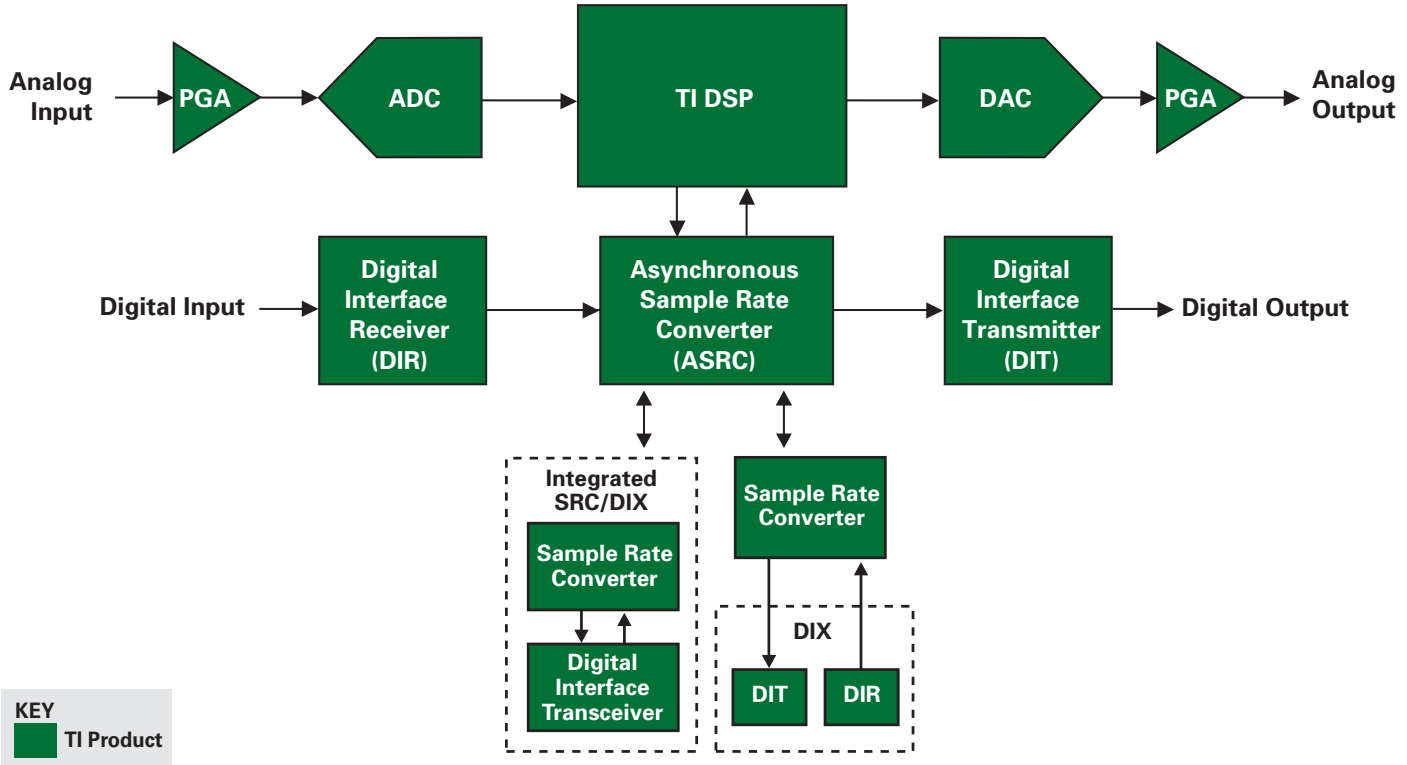 Analog
Input
PGA
ADC
TI DSP
DAC
PGA
Analog
Output
Digital Input
Digital
Interface
Receiver
(DIR)
Asynchronous
Sample Rate
Converter
(ASRC)
Digital
Interface
Transmitter
(DIT)
Digital Output
Integrated
SRC/DIX
Sample Rate
Converter
Digital
Interface
Transceiver
Sample Rate
Converter
DIX
DIT
DIR
KEY
TI Product